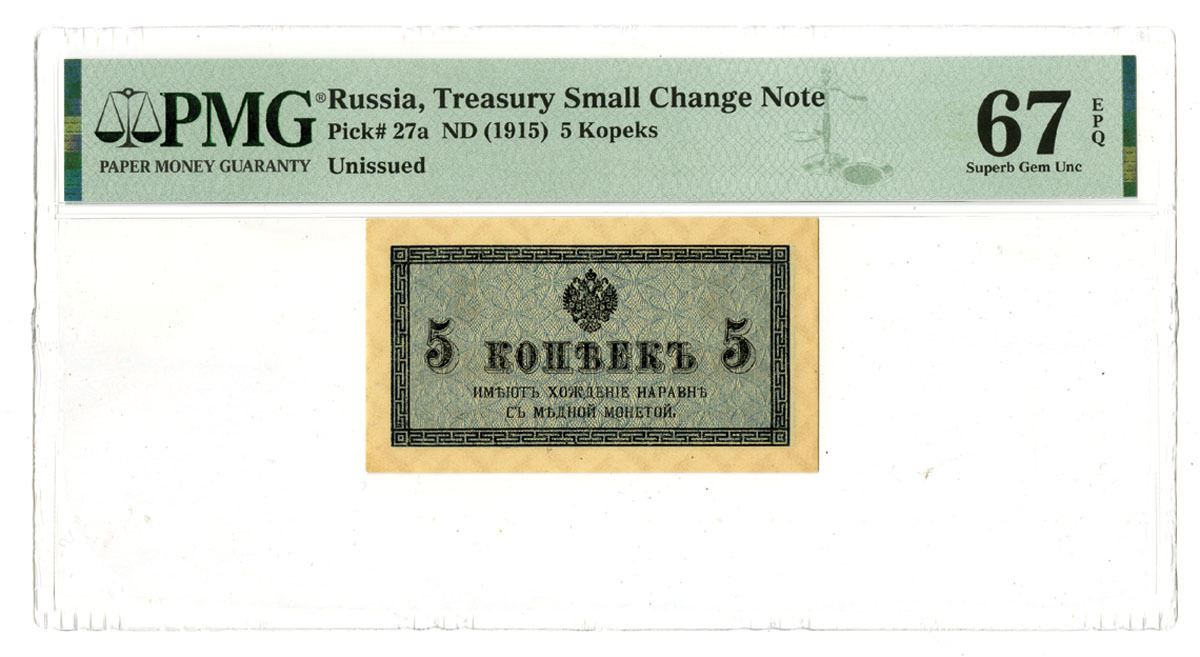 PMG®
PAPER MONEY GUARANTY
Russia, Treasury Small Change Note
Pick# 27a ND (1915) 5 Kopeks
Unissued
67 EPQ
Superb Gem Unc
5 КОПѢЕКЪ 5
ИМѢЮТЪ ХОЖДЕНІЕ НАРАВНѢ
СЪ МѢДНОЙ МОНЕТОЙ.